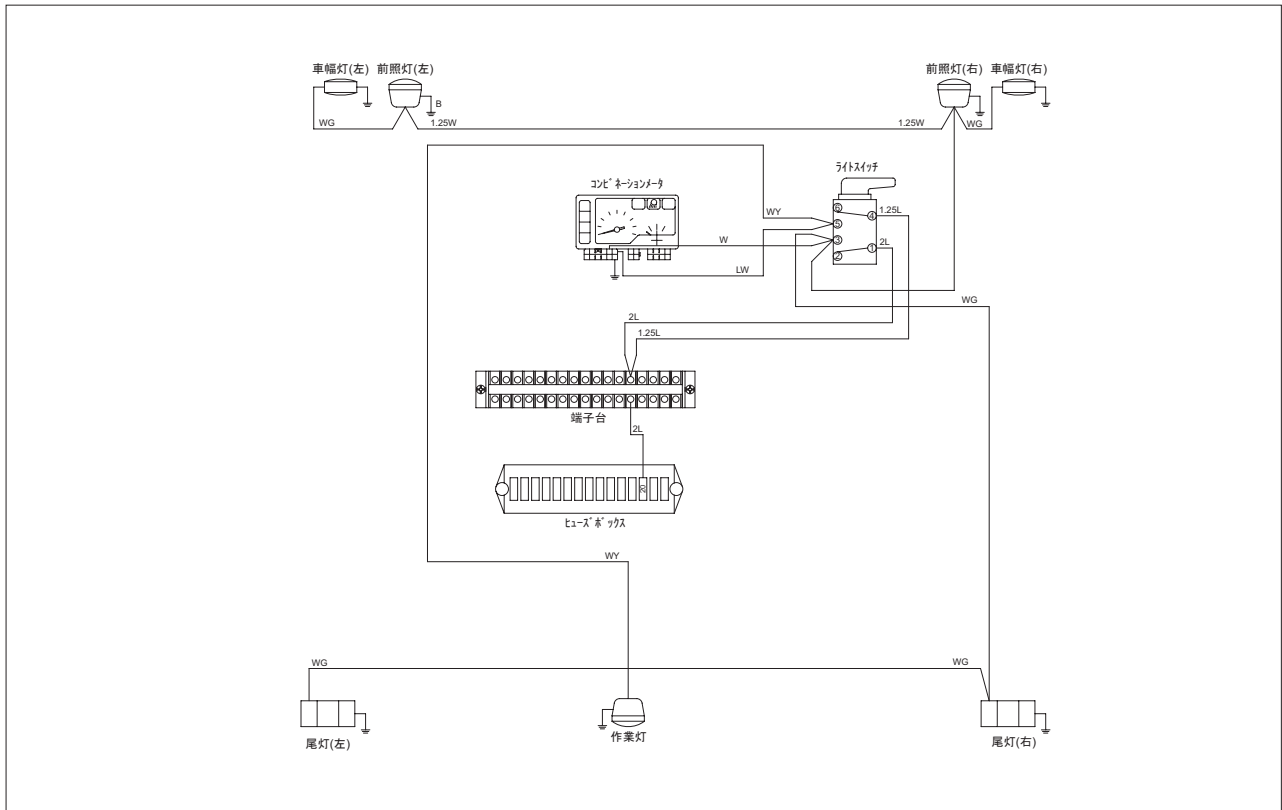 車幅灯(左)
前照灯(左)
前照灯(右)
車幅灯(右)
B
WG
1.25W
1.25W
WG
ライトスイッチ
コンビネーションメータ
WY
W
LW
6
5
3
2
4
1
1.25L
2L
WG
2L
1.25L
端子台
2L
20
ヒューズボックス
WY
WG
WG
尾灯(左)
作業灯
尾灯(右)